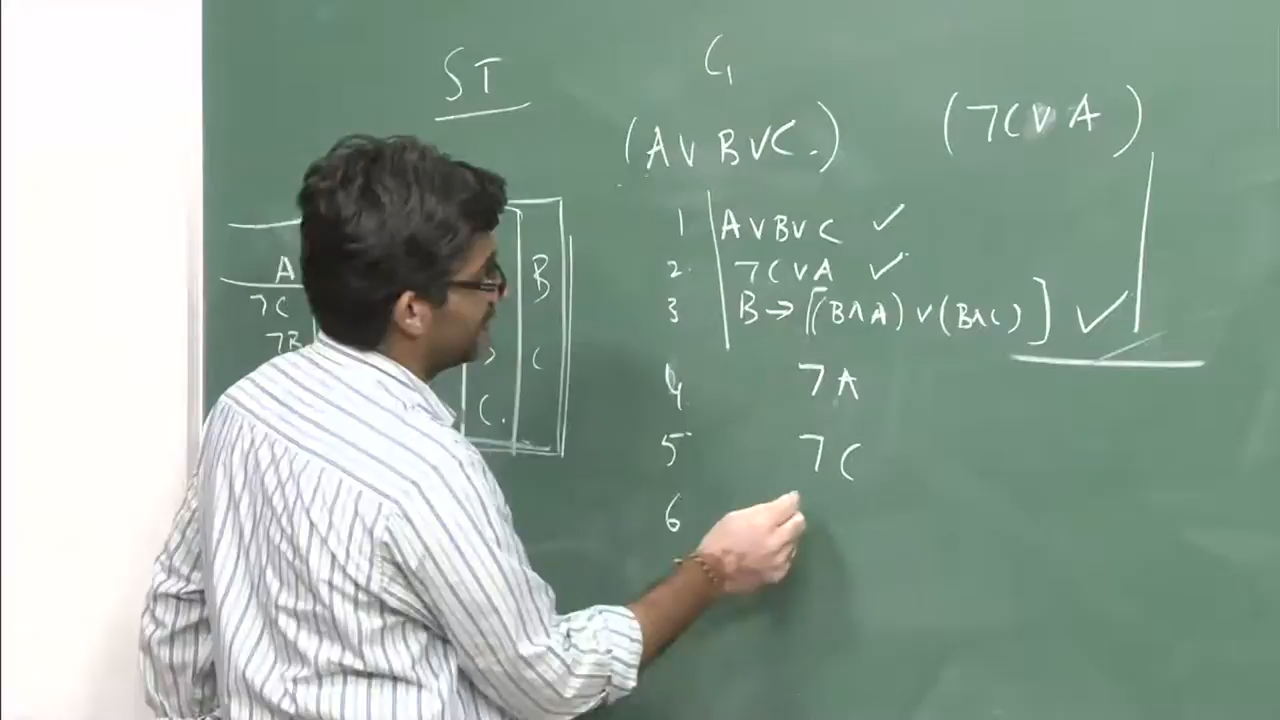 ST
C₁
(A ∨ B ∨ C.)
(¬C ∨ A)
1 A ∨ B ∨ C ✓
2. ¬C ∨ A ✓
3 B → [(B ∧ A) ∨ (B ∧ C)] ✓
4. ¬A
5 ¬C
6
A
¬C
¬B
C.
B
C